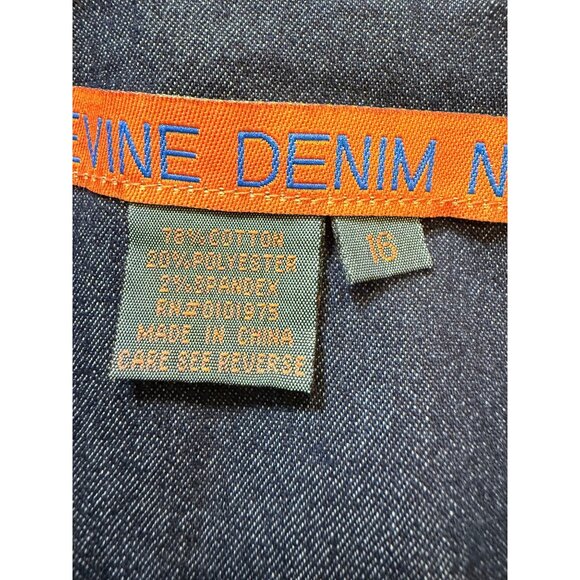 EVINE DENIM N
78%COTTON
20%POLYESTER
2%SPANDEX
RN#0101975
MADE IN CHINA
CARE SEE REVERSE
18